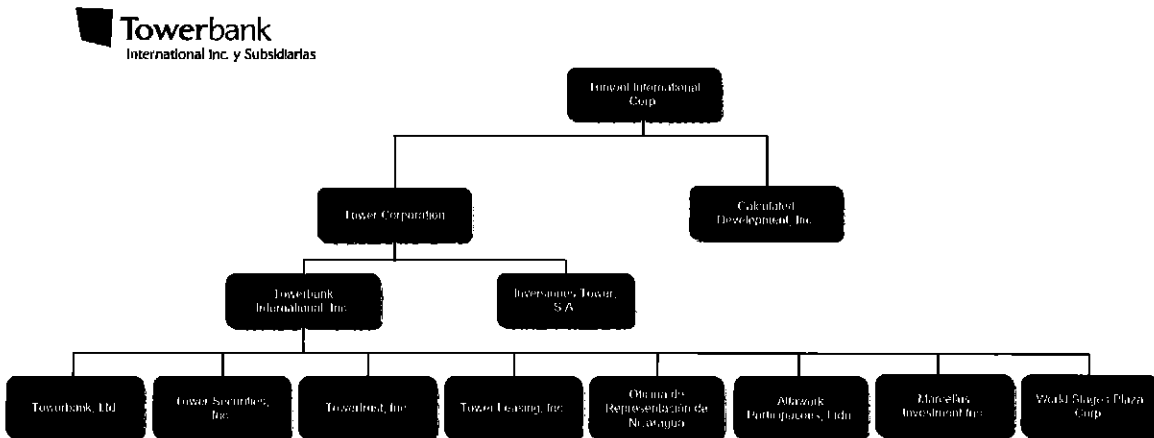 Towerbank
International Inc. y Subsidiarias
International
Corp
Tower Corporation
Calculated
Development, Inc.
Towerbank
International, Inc
Inversiones Tower,
S.A
Towerbank, Ltd
Tower Securities,
Inc
Towertrust, Inc
Tower Leasing, Inc
Oficina de
Representación de
Nicaragua
Participacoes, Ltda
Marcellus
Investment Inc
World Stages Plaza
Corp